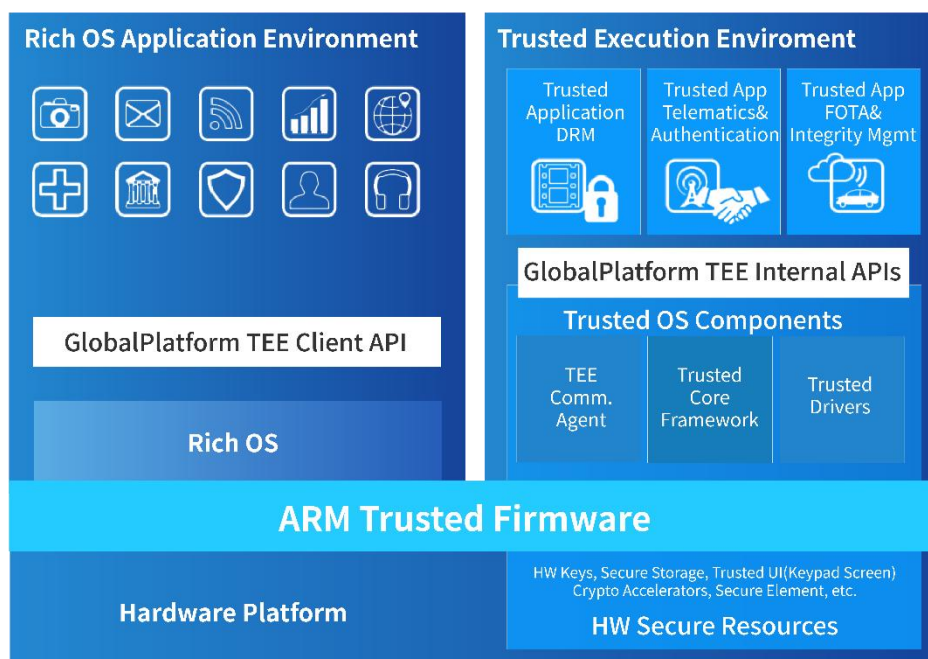 Rich OS Application Environment
GlobalPlatform TEE Client API
Rich OS
Trusted Execution Enviroment
Trusted
Application
DRM
Trusted App
Telematics&
Authentication
Trusted App
FOTA&
Integrity Mgmt
GlobalPlatform TEE Internal APIs
Trusted OS Components
TEE
Comm.
Agent
Trusted
Core
Framework
Trusted
Drivers
ARM Trusted Firmware
Hardware Platform
HW Keys, Secure Storage, Trusted UI(Keypad Screen)
Crypto Accelerators, Secure Element, etc.
HW Secure Resources